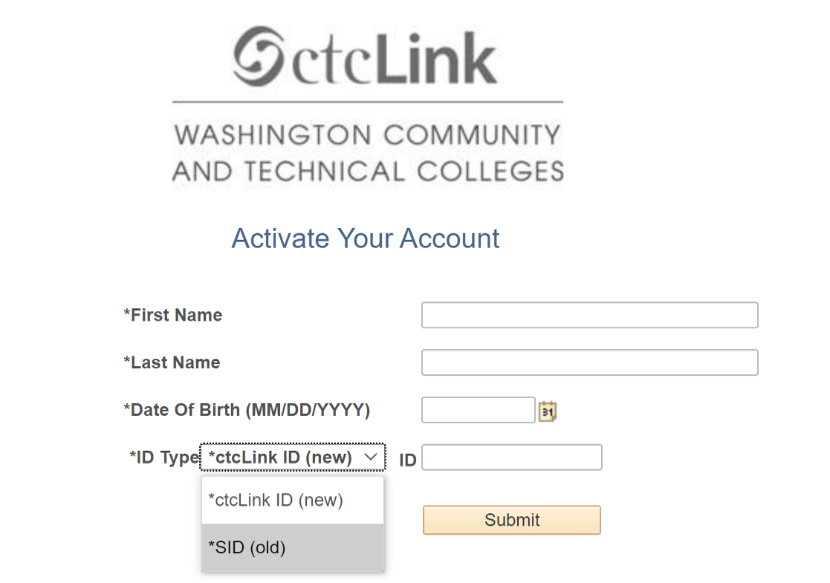 ctcLink
WASHINGTON COMMUNITY
AND TECHNICAL COLLEGES
Activate Your Account
*First Name
*Last Name
*Date Of Birth (MM/DD/YYYY)
31
*ID Type *ctcLink ID (new) ID
*ctcLink ID (new)
*SID (old)
Submit